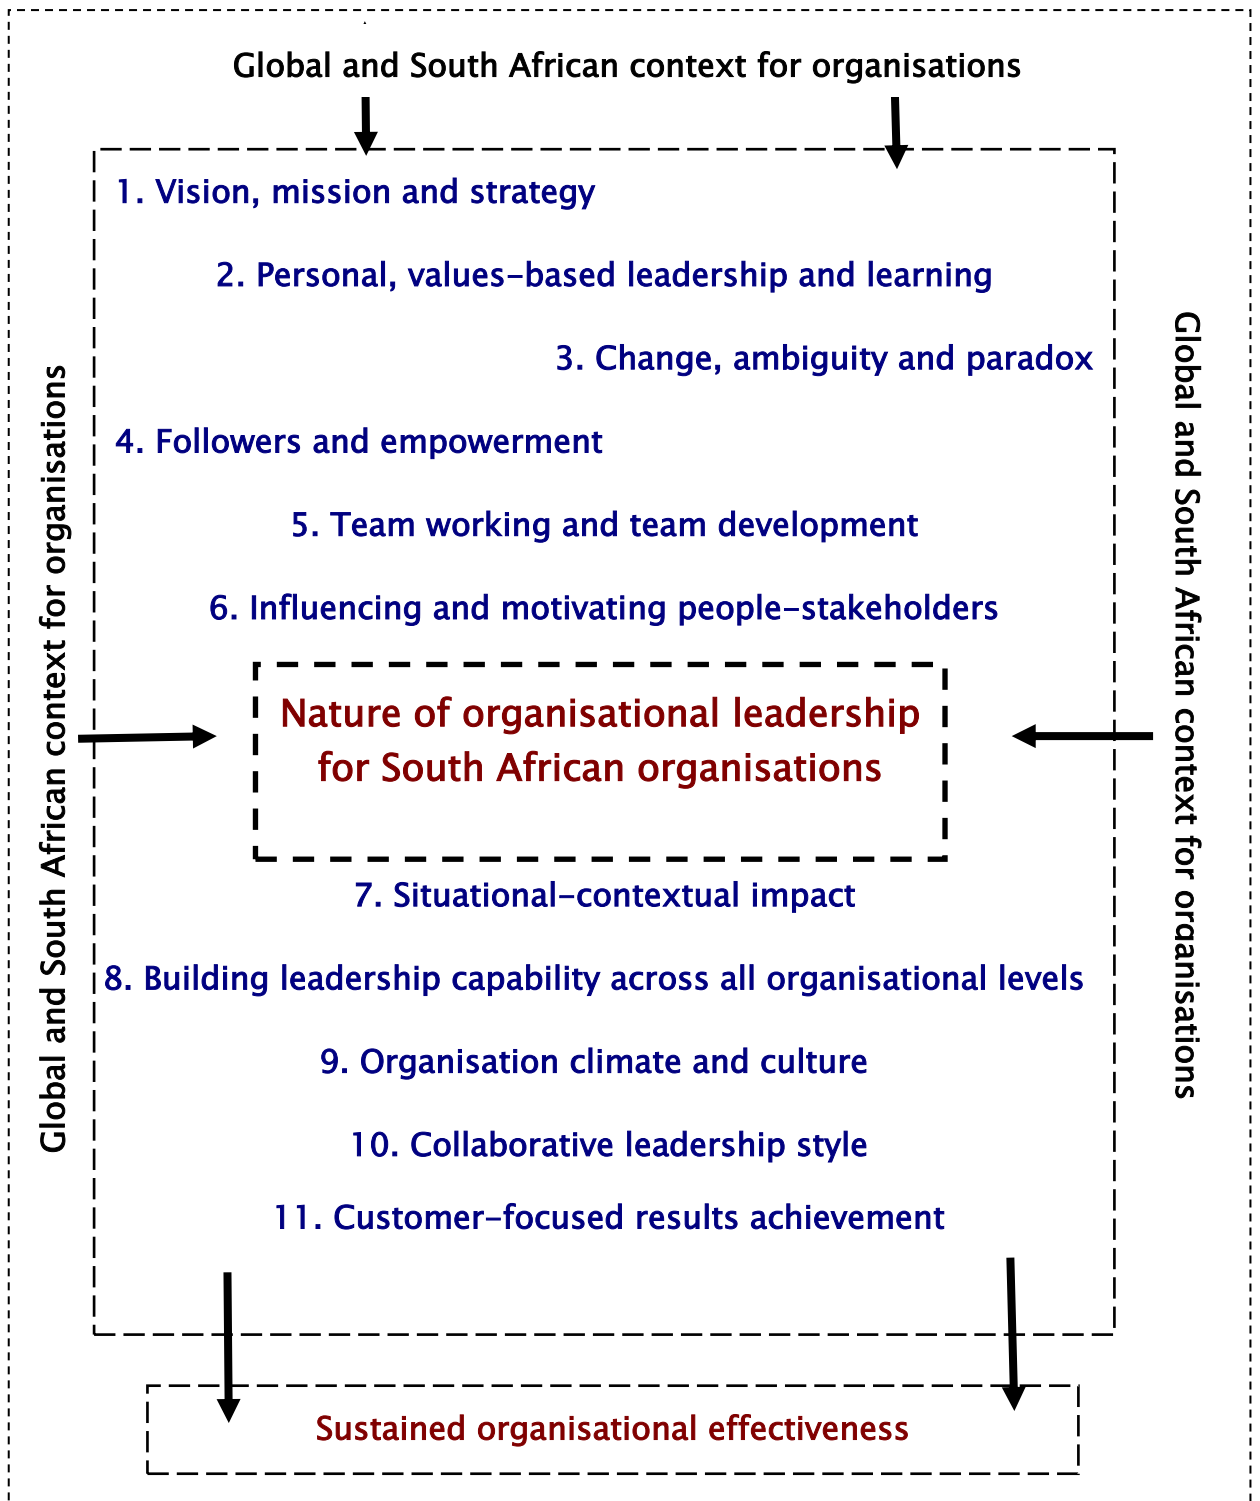 Global and South African context for organisations
1. Vision, mission and strategy
2. Personal, values-based leadership and learning
3. Change, ambiguity and paradox
4. Followers and empowerment
5. Team working and team development
6. Influencing and motivating people-stakeholders
Global and South African context for organisations
Nature of organisational leadership
for South African organisations
Global and South African context for organisations
7. Situational-contextual impact
8. Building leadership capability across all organisational levels
9. Organisation climate and culture
10. Collaborative leadership style
11. Customer-focused results achievement
Sustained organisational effectiveness